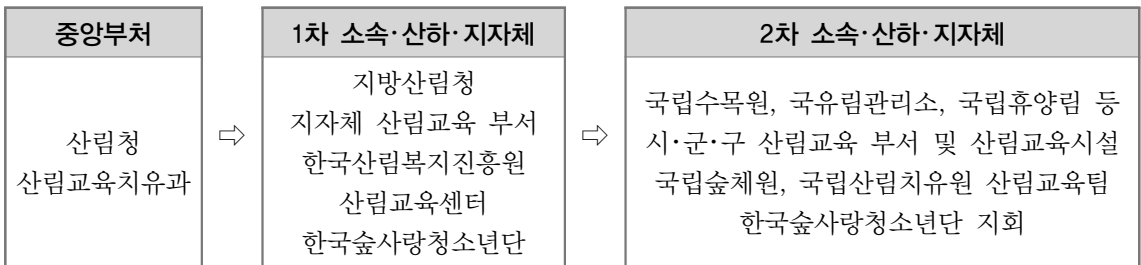 중앙부처
산림청
산림교육치유과
⇨
1차 소속·산하·지자체
지방산림청
지자체 산림교육 부서
한국산림복지진흥원
산림교육센터
한국숲사랑청소년단
⇨
2차 소속·산하·지자체
국립수목원, 국유림관리소, 국립휴양림 등
시·군·구 산림교육 부서 및 산림교육시설
국립숲체원, 국립산림치유원 산림교육팀
한국숲사랑청소년단 지회